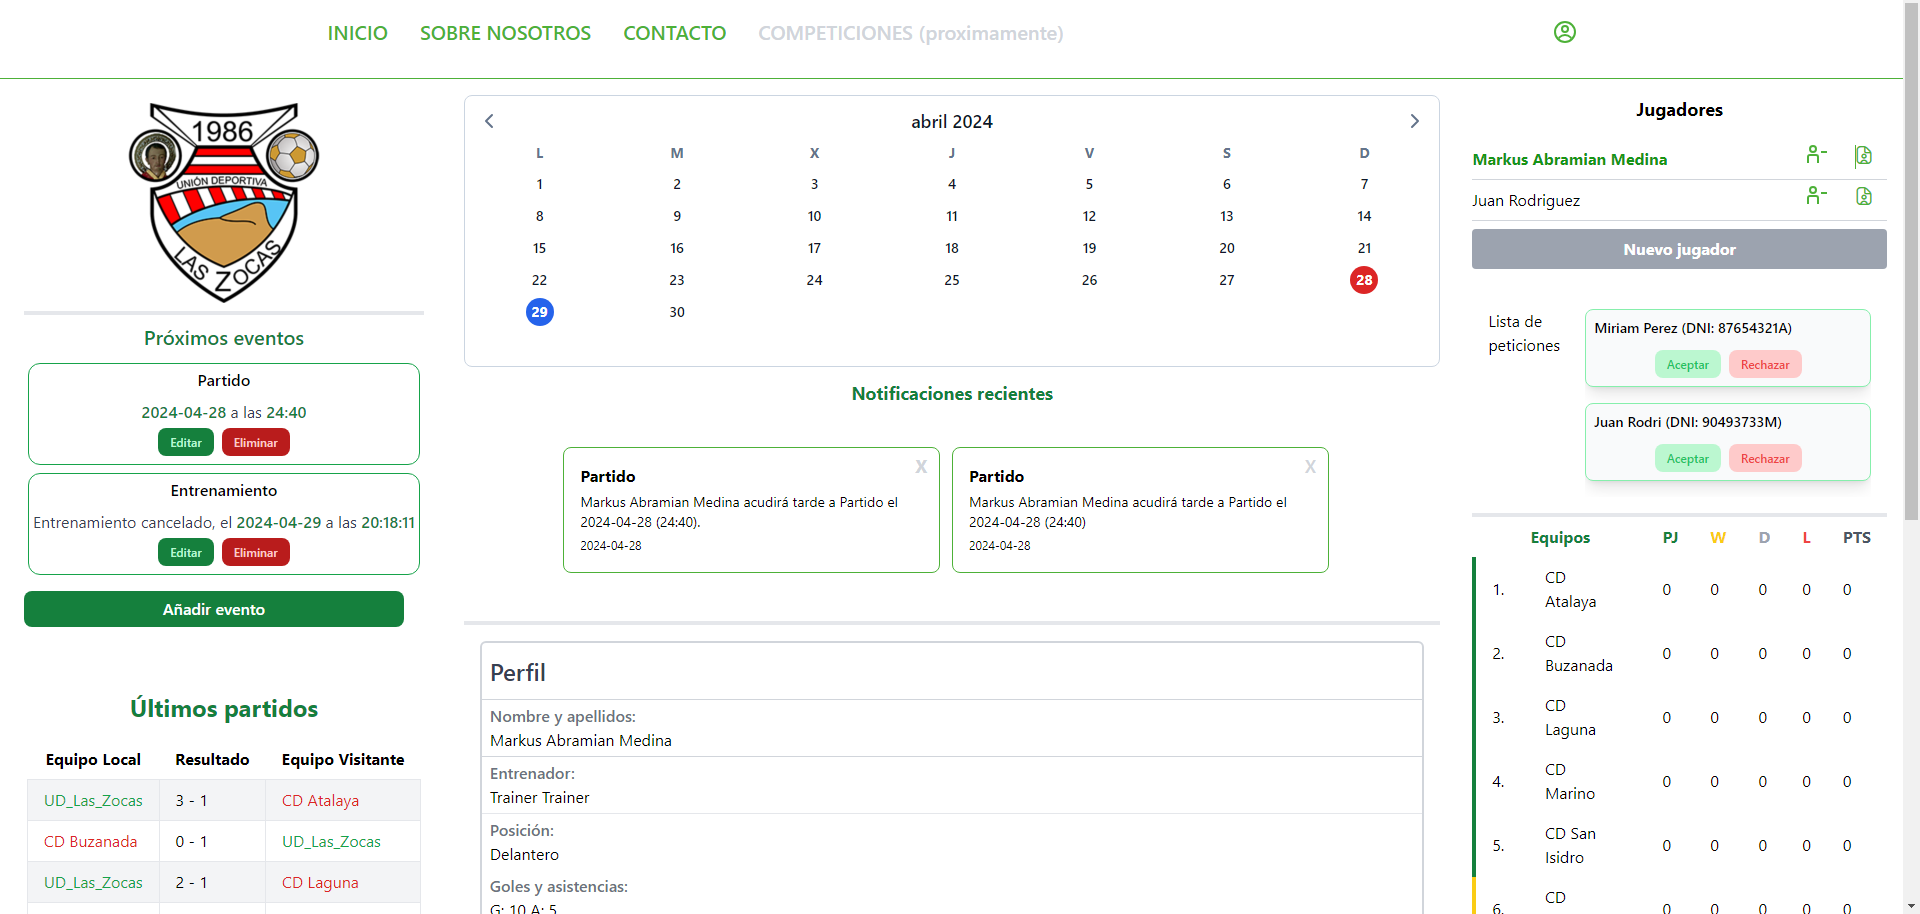 INICIO SOBRE NOSOTROS CONTACTO COMPETICIONES (proximamente)
1986
UNIÓN DEPORTIVA
LAS ZOCAS
Próximos eventos
Partido
2024-04-28 a las 24:40
Editar Eliminar
Entrenamiento
Entrenamiento cancelado, el 2024-04-29 a las 20:18:11
Editar Eliminar
Añadir evento
Últimos partidos
Equipo Local Resultado Equipo Visitante
UD_Las_Zocas 3 - 1 CD Atalaya
CD Buzanada 0 - 1 UD_Las_Zocas
UD_Las_Zocas 2 - 1 CD Laguna
abril 2024
L M X J V S D
1 2 3 4 5 6 7
8 9 10 11 12 13 14
15 16 17 18 19 20 21
22 23 24 25 26 27 28
29 30
Notificaciones recientes
Partido X
Markus Abramian Medina acudirá tarde a Partido el
2024-04-28 (24:40).
2024-04-28
Partido X
Markus Abramian Medina acudirá tarde a Partido el
2024-04-28 (24:40)
2024-04-28
Perfil
Nombre y apellidos:
Markus Abramian Medina
Entrenador:
Trainer Trainer
Posición:
Delantero
Goles y asistencias:
G: 10 A: 5
Jugadores
Markus Abramian Medina
Juan Rodriguez
Nuevo jugador
Lista de
peticiones
Miriam Perez (DNI: 87654321A)
Aceptar Rechazar
Juan Rodri (DNI: 90493733M)
Aceptar Rechazar
Equipos PJ W D L PTS
1. CD Atalaya 0 0 0 0 0
2. CD Buzanada 0 0 0 0 0
3. CD Laguna 0 0 0 0 0
4. CD Marino 0 0 0 0 0
5. CD San Isidro 0 0 0 0 0
6. CD 0 0 0 0 0